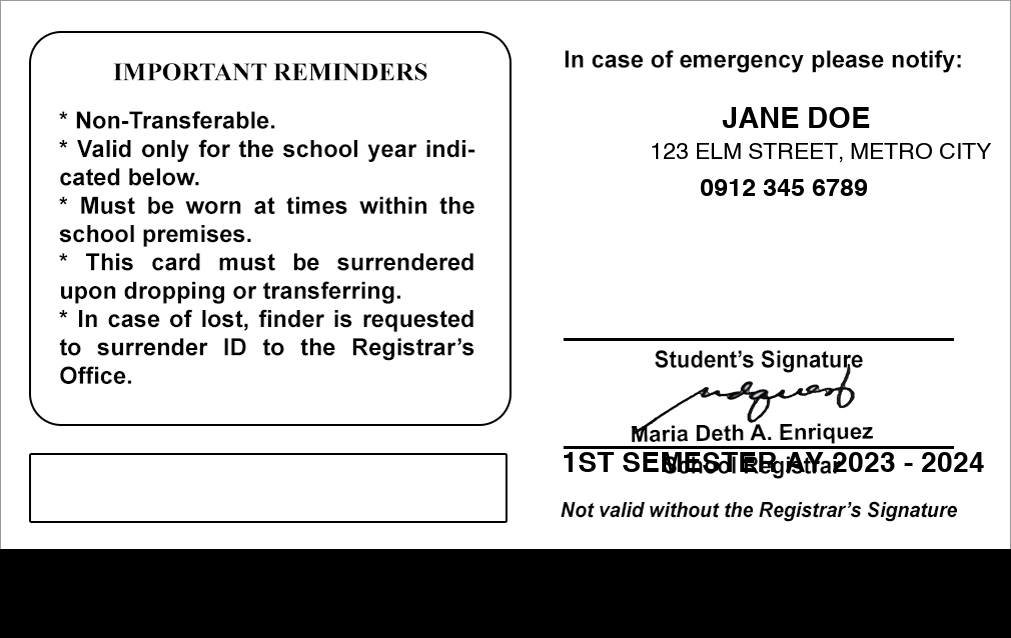 IMPORTANT REMINDERS
* Non-Transferable.
* Valid only for the school year indi-
cated below.
* Must be worn at times within the
school premises.
* This card must be surrendered
upon dropping or transferring.
* In case of lost, finder is requested
to surrender ID to the Registrar's
Office.
In case of emergency please notify:
JANE DOE
123 ELM STREET, METRO CITY
0912 345 6789
Student's Signature
Maria Deth A. Enriquez
1ST SEMESTER AY 2023 - 2024
School Registrar
Not valid without the Registrar's Signature